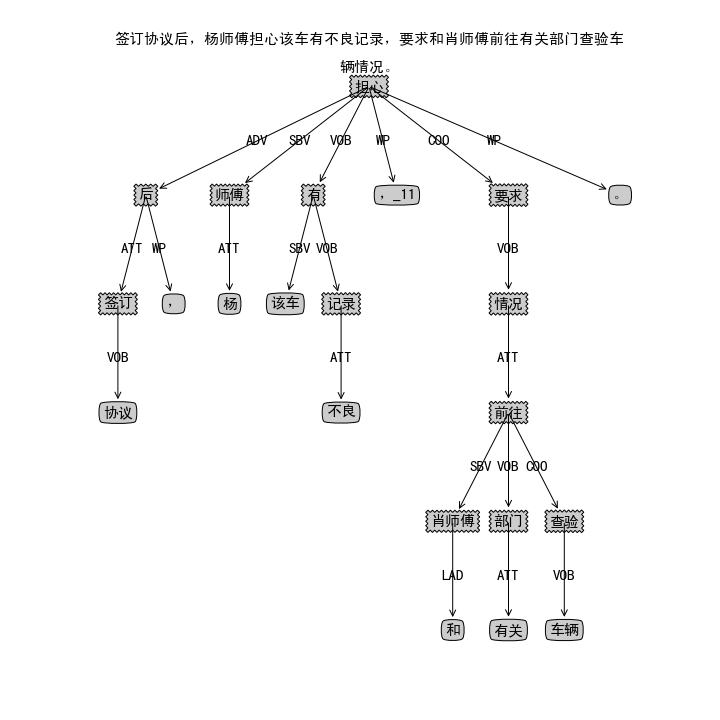 签订协议后，杨师傅担心该车有不良记录，要求和肖师傅前往有关部门查验车
辆情况。
担心
ADV SBV VOB WP COO WP
后 师傅 有 ，_11 要求 。
ATT WP ATT SBV VOB VOB
签订 ， 杨 该车 记录 情况
VOB ATT ATT
协议 不良 前往
SBV VOB COO
肖师傅 部门 查验
LAD ATT VOB
和 有关 车辆